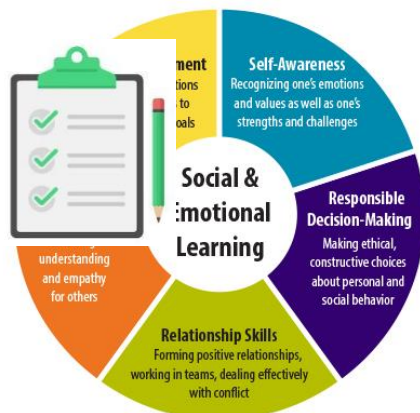 ment
tions
s to
oals
Self-Awareness
Recognizing one's emotions
and values as well as one's
strengths and challenges
Social &
Emotional
Learning
Responsible
Decision-Making
Making ethical,
constructive choices
about personal and
social behavior
understanding
and empathy
for others
Relationship Skills
Forming positive relationships,
working in teams, dealing effectively
with conflict